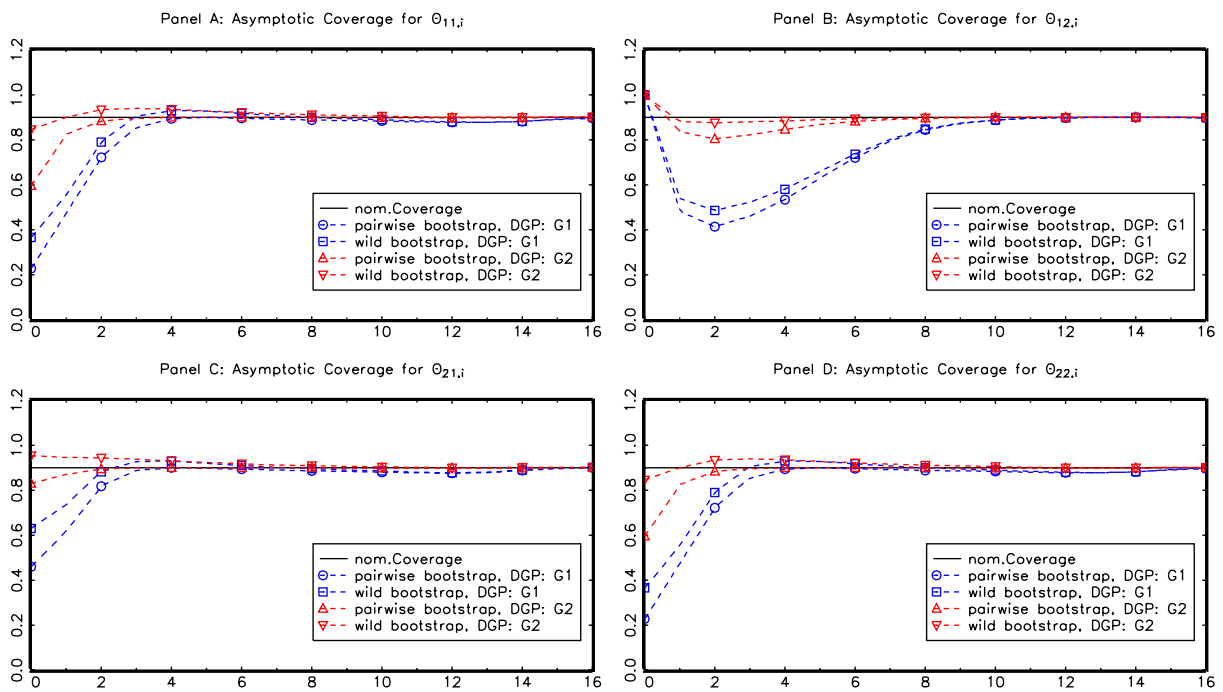 Panel A: Asymptotic Coverage for Θ11,i
1.2
1.0
0.8
0.6
0.4
0.2
0.0
nom.Coverage
pairwise bootstrap, DGP: G1
wild bootstrap, DGP: G1
pairwise bootstrap, DGP: G2
wild bootstrap, DGP: G2
0 2 4 6 8 10 12 14 16
Panel B: Asymptotic Coverage for Θ12,i
1.2
1.0
0.8
0.6
0.4
0.2
0.0
nom.Coverage
pairwise bootstrap, DGP: G1
wild bootstrap, DGP: G1
pairwise bootstrap, DGP: G2
wild bootstrap, DGP: G2
0 2 4 6 8 10 12 14 16
Panel C: Asymptotic Coverage for Θ21,i
1.2
1.0
0.8
0.6
0.4
0.2
0.0
nom.Coverage
pairwise bootstrap, DGP: G1
wild bootstrap, DGP: G1
pairwise bootstrap, DGP: G2
wild bootstrap, DGP: G2
0 2 4 6 8 10 12 14 16
Panel D: Asymptotic Coverage for Θ22,i
1.2
1.0
0.8
0.6
0.4
0.2
0.0
nom.Coverage
pairwise bootstrap, DGP: G1
wild bootstrap, DGP: G1
pairwise bootstrap, DGP: G2
wild bootstrap, DGP: G2
0 2 4 6 8 10 12 14 16